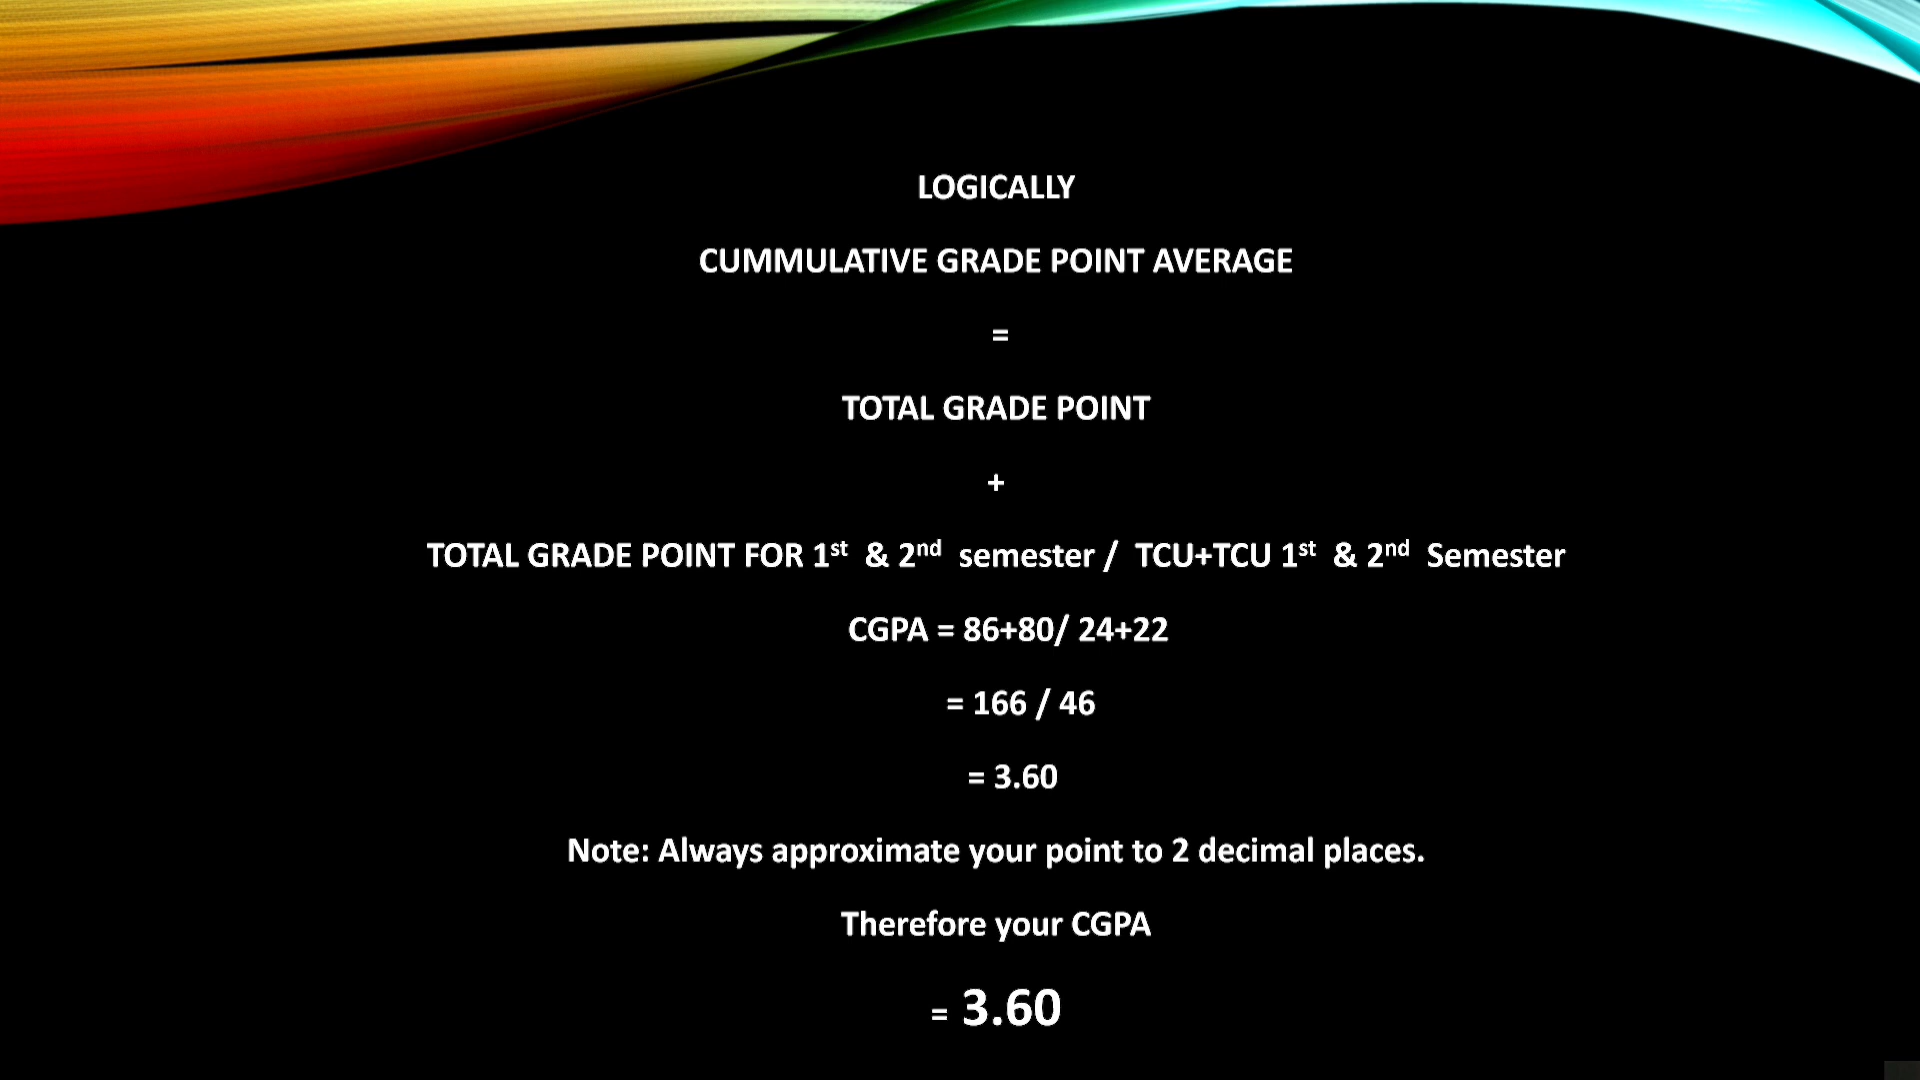 LOGICALLY
CUMMULATIVE GRADE POINT AVERAGE
=
TOTAL GRADE POINT
+
TOTAL GRADE POINT FOR 1st & 2nd semester / TCU+TCU 1st & 2nd Semester
CGPA = 86+80/ 24+22
= 166 / 46
= 3.60
Note: Always approximate your point to 2 decimal places.
Therefore your CGPA
= 3.60